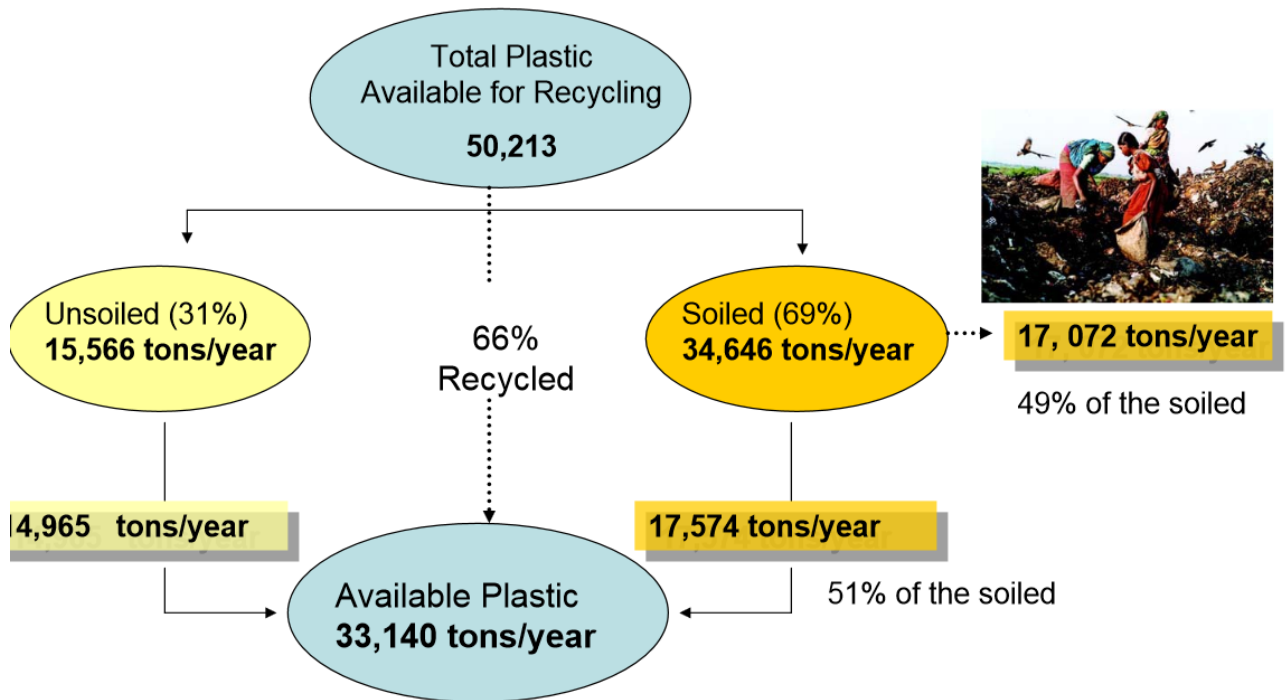 Total Plastic
Available for Recycling
50,213
Unsoiled (31%)
15,566 tons/year
66%
Recycled
Soiled (69%)
34,646 tons/year
17, 072 tons/year
49% of the soiled
14,965 tons/year
17,574 tons/year
51% of the soiled
Available Plastic
33,140 tons/year